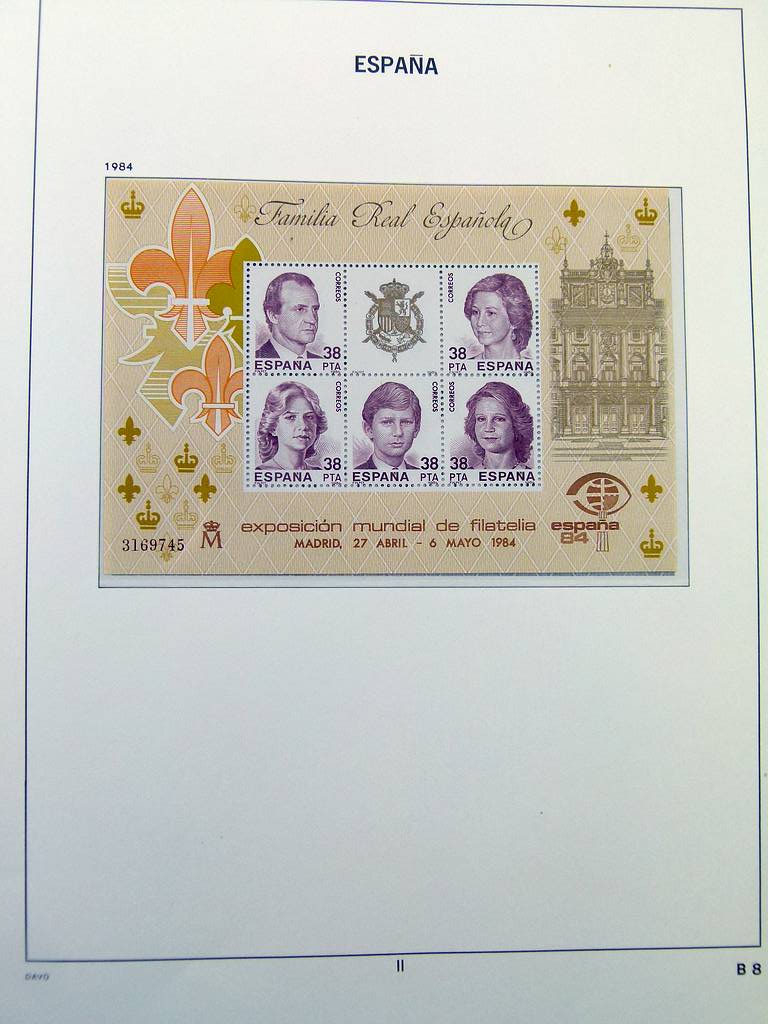 ESPAÑA
1984
Familia Real Española
CORREOS
38
ESPAÑA PTA
CORREOS
38
ESPAÑA PTA
CORREOS
38
ESPAÑA PTA
CORREOS
38
ESPAÑA PTA
CORREOS
38
PTA ESPAÑA
3169745 M exposición mundial de filatelia
MADRID, 27 ABRIL - 6 MAYO 1984
españa
84
DAVO
II
B 8